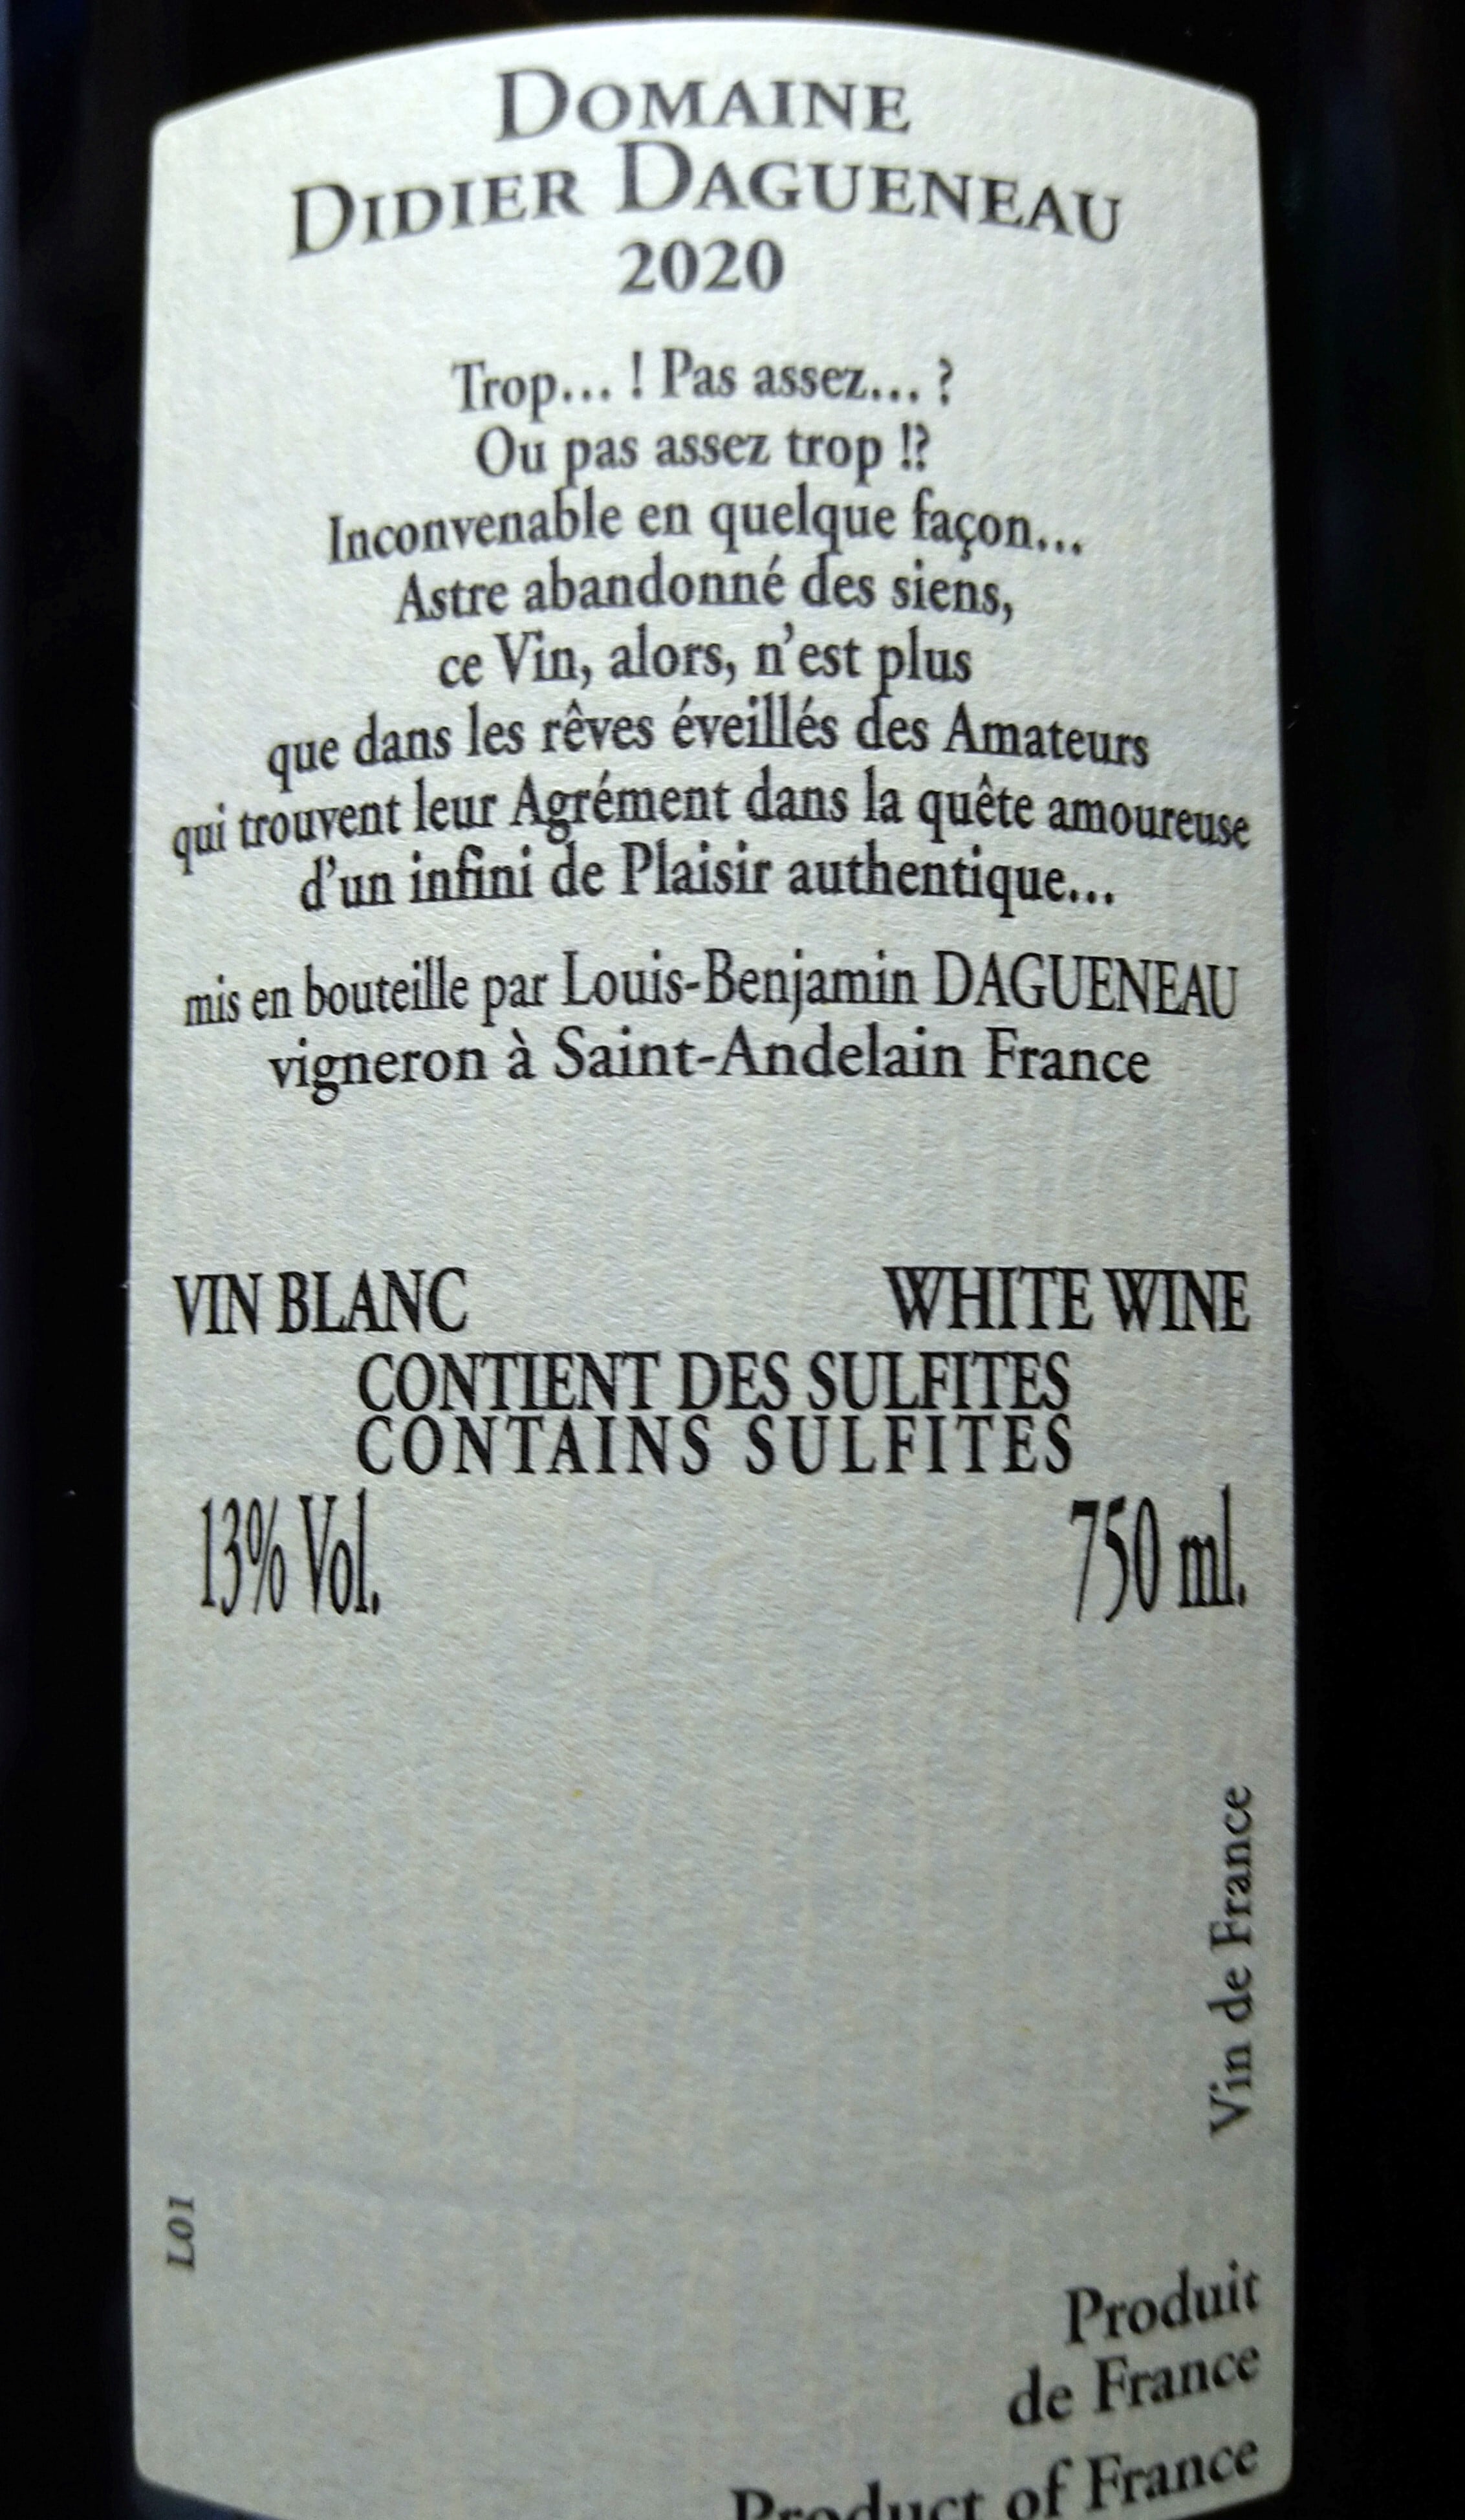 DOMAINE
DIDIER DAGUENEAU
2020
Trop... ! Pas assez... ?
Ou pas assez trop !?
Inconvenable en quelque façon...
Astre abandonné des siens,
ce Vin, alors, n'est plus
que dans les rêves éveillés des Amateurs
qui trouvent leur Agrément dans la quête amoureuse
d'un infini de Plaisir authentique...
mis en bouteille par Louis-Benjamin DAGUENEAU
vigneron à Saint-Andelain France
VIN BLANC WHITE WINE
CONTIENT DES SULFITES
CONTAINS SULFITES
13% Vol. 750 ml.
Vin de France
L01
Produit
de France
Product of France